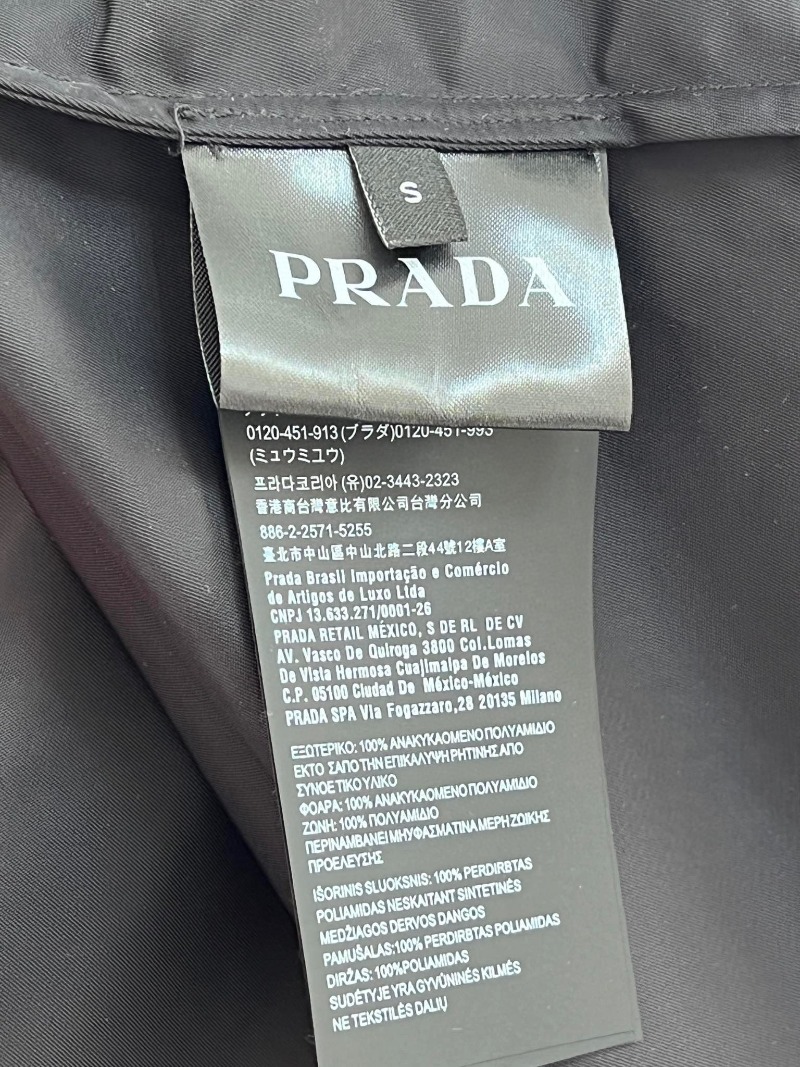 S
PRADA
0120-451-913(ブラダ)0120-451-993
(ミュウミユウ)
프라다코리아 (유)02-3443-2323
香港商台灣意比有限公司台灣分公司
886-2-2571-5255
臺北市中山區中山北路二段44號12樓A室
Prada Brasil Importação e Comércio
de Artigos de Luxo Ltda
CNPJ 13.633.271/0001-26
PRADA RETAIL MÉXICO, S DE RL DE CV
AV. Vasco De Quiroga 3800 Col.Lomas
De Vista Hermosa Cuajimalpa De Morelos
C.P. 05100 Ciudad De México-México
PRADA SPA Via Fogazzaro,28 20135 Milano
ΕΞΩΤΕΡΙΚΟ: 100% ΑΝΑΚΥΚΑΟΜΕΝΟ ΠΟΛΥΑΜΙΔΙΟ
ΕΚΤΟ ΣΑΠΟ ΤΗΝ ΕΠΙΚΑΛΥΨΗ ΡΗΤΙΝΗΣ ΑΠΟ
ΣΥΝΘΕΤΙΚΟ ΥΛΙΚΟ
ΦΟΑΡΑ: 100% ΑΝΑΚΥΚΑΟΜΕΝΟ ΠΟΛΥΑΜΙΔΙΟ
ΖΩΝΗ: 100% ΠΟΛΥΑΜΙΔΙΟ
ΠΕΡΙΝΑΜΒΑΝΕΙ ΜΗ ΥΦΑΣΜΑΤΙΝΑ ΜΕΡΗ ΖΩΙΚΗΣ
ΠΡΟΕΛΕΥΣΗΣ
IŠORINIS SLUOKSNIS: 100% PERDIRBTAS
POLIAMIDAS NESKAITANT SINTETINĖS
MEDŽIAGOS DERVOS DANGOS
PAMUŠALAS:100% PERDIRBTAS POLIAMIDAS
DIRŽAS: 100%POLIAMIDAS
SUDĖTYJE YRA GYVŪNINĖS KILMĖS
NE TEKSTILĖS DALIŲ